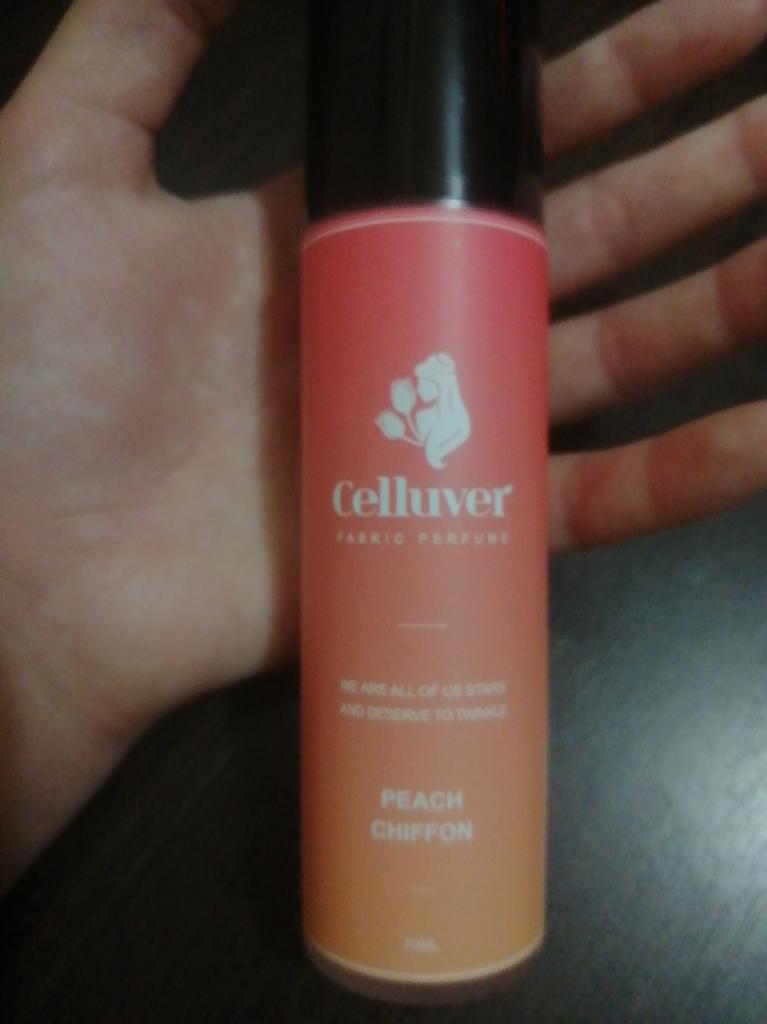 Celluver
FABRIC PERFUME
WE ARE ALL OF US STARS
AND DESERVE TO TWINKLE
PEACH
CHIFFON